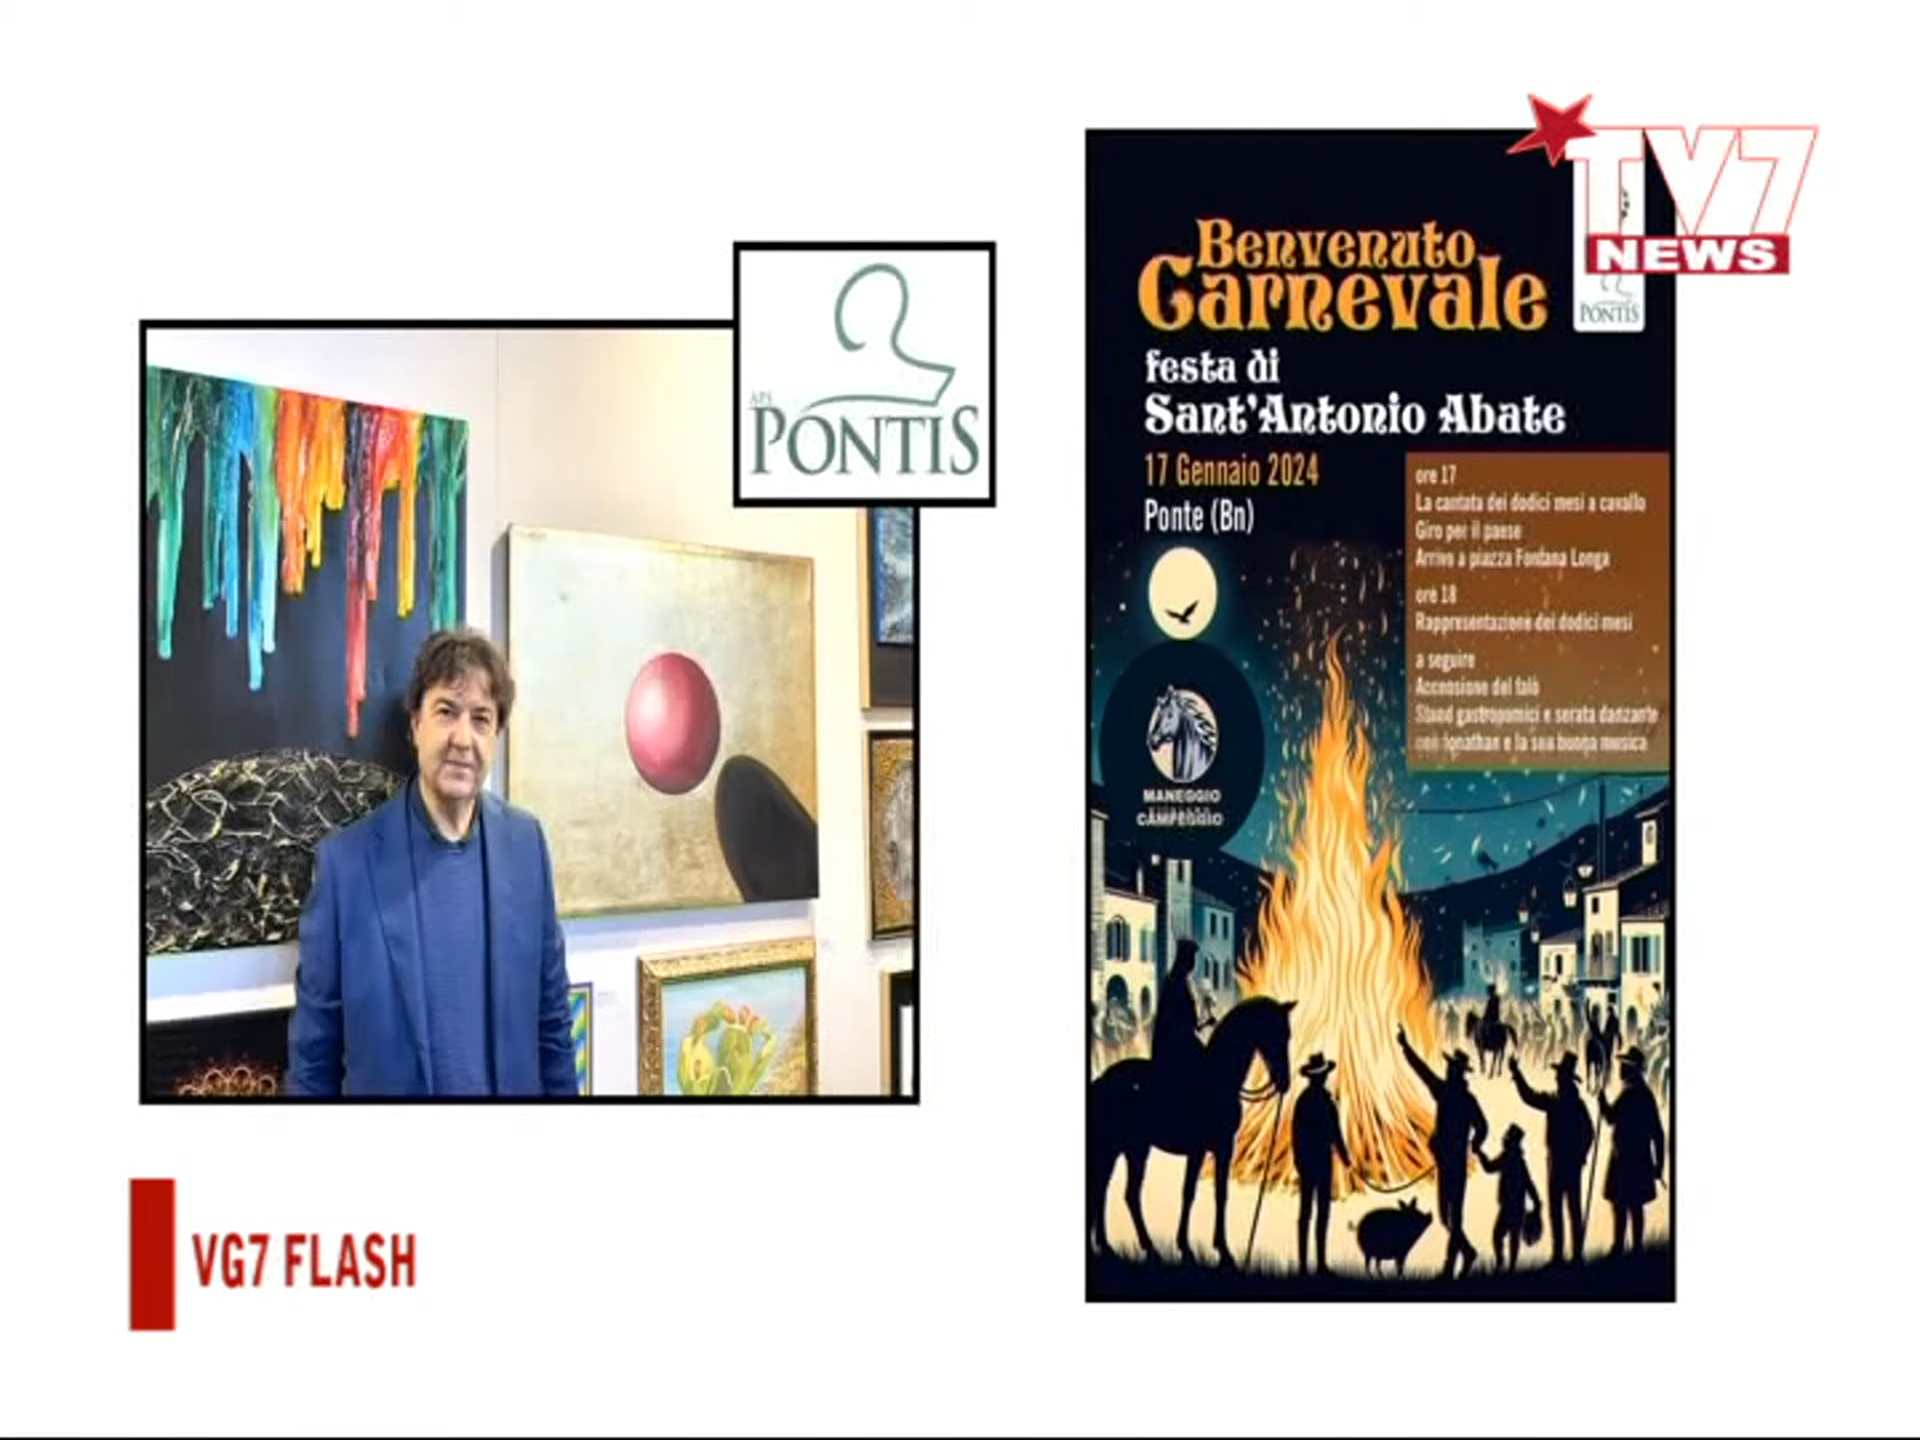 TV7
NEWS
APS
PONTIS
Benvenuto
Carnevale
PONTIS
festa di
Sant'Antonio Abate
17 Gennaio 2024
Ponte (Bn)
ore 17
La cantata dei dodici mesi a cavallo
Giro per il paese
Arrivo a piazza Fontana Longa
ore 18
Rappresentazione dei dodici mesi
a seguire
Accensione del falò
Stand gastronomici e serata danzante
con Jonathan e la sua buona musica
MANEGGIO
CAMPEGGIO
VG7 FLASH